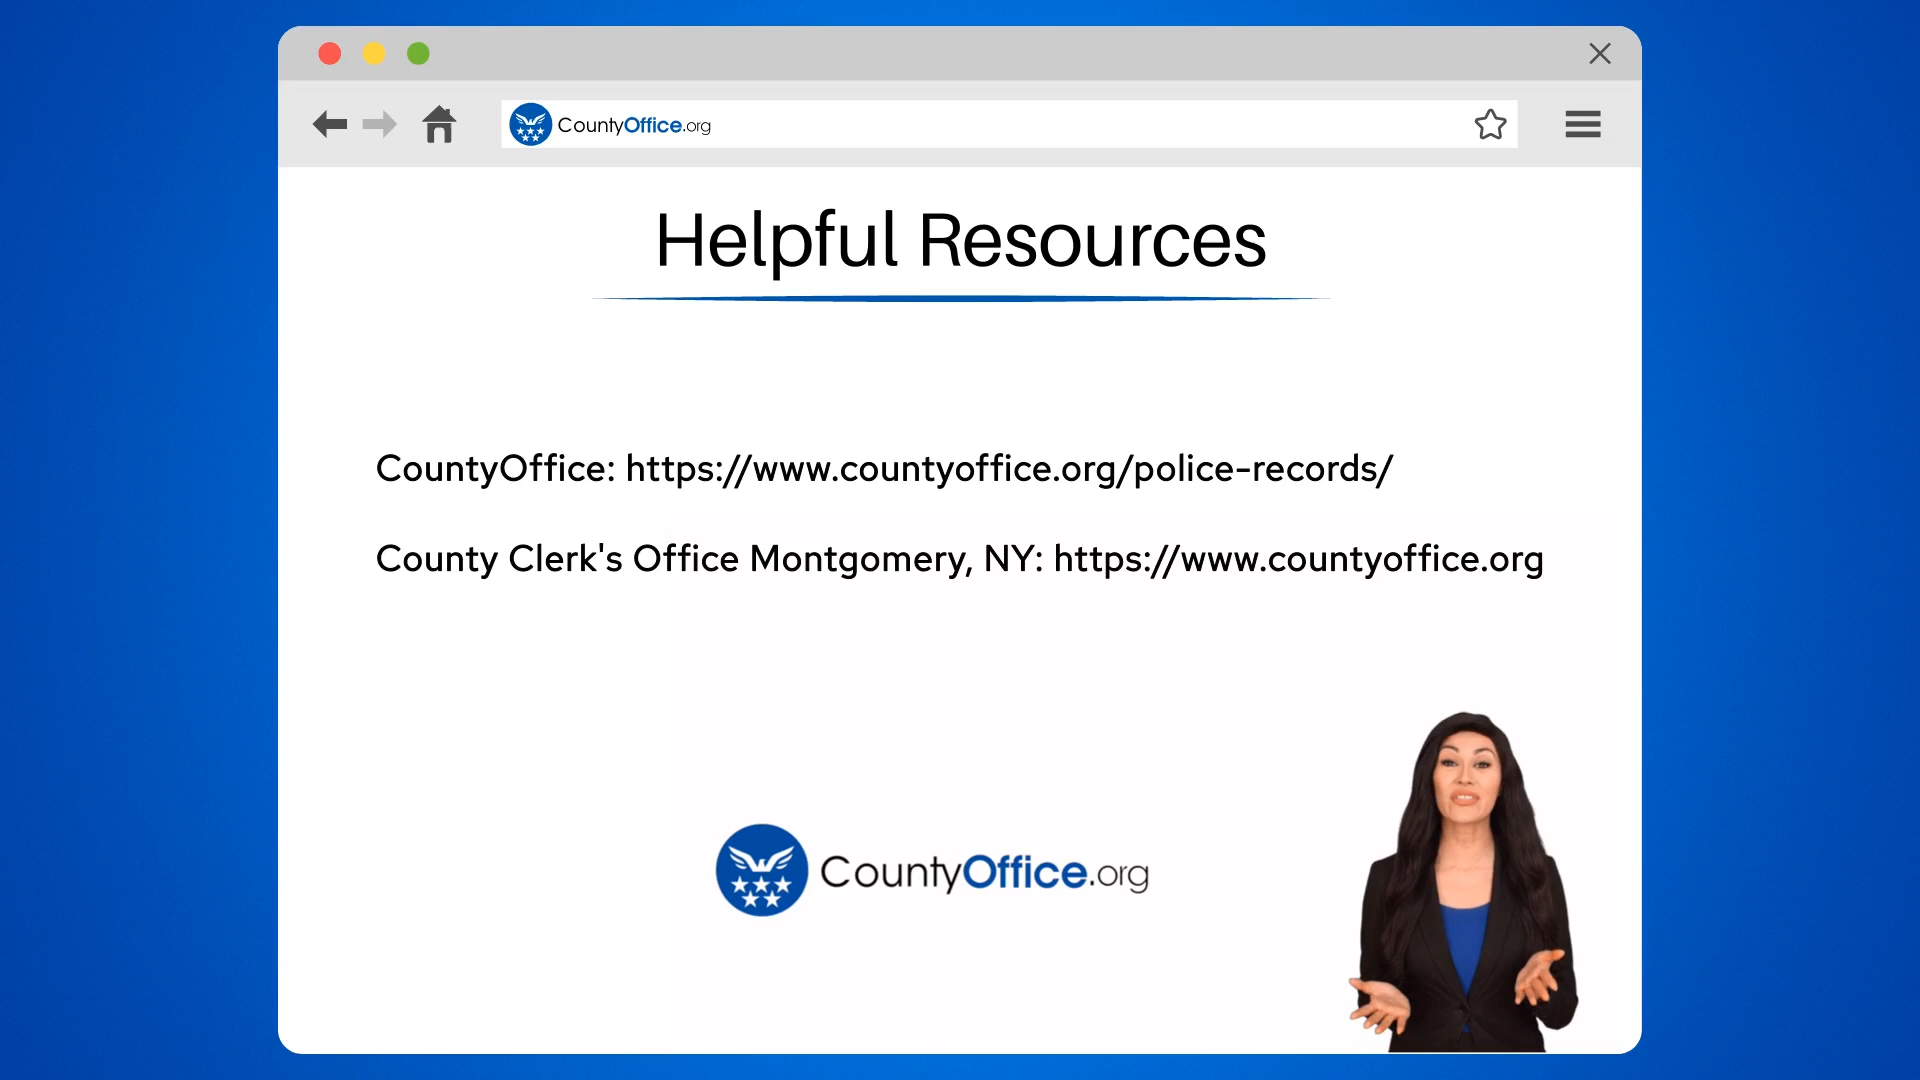 CountyOffice.org
Helpful Resources
CountyOffice: https://www.countyoffice.org/police-records/
County Clerk's Office Montgomery, NY: https://www.countyoffice.org
CountyOffice.org